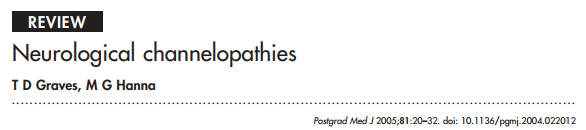 REVIEW
Neurological channelopathies
T D Graves, M G Hanna
Postgrad Med J 2005;81:20–32. doi: 10.1136/pgmj.2004.022012